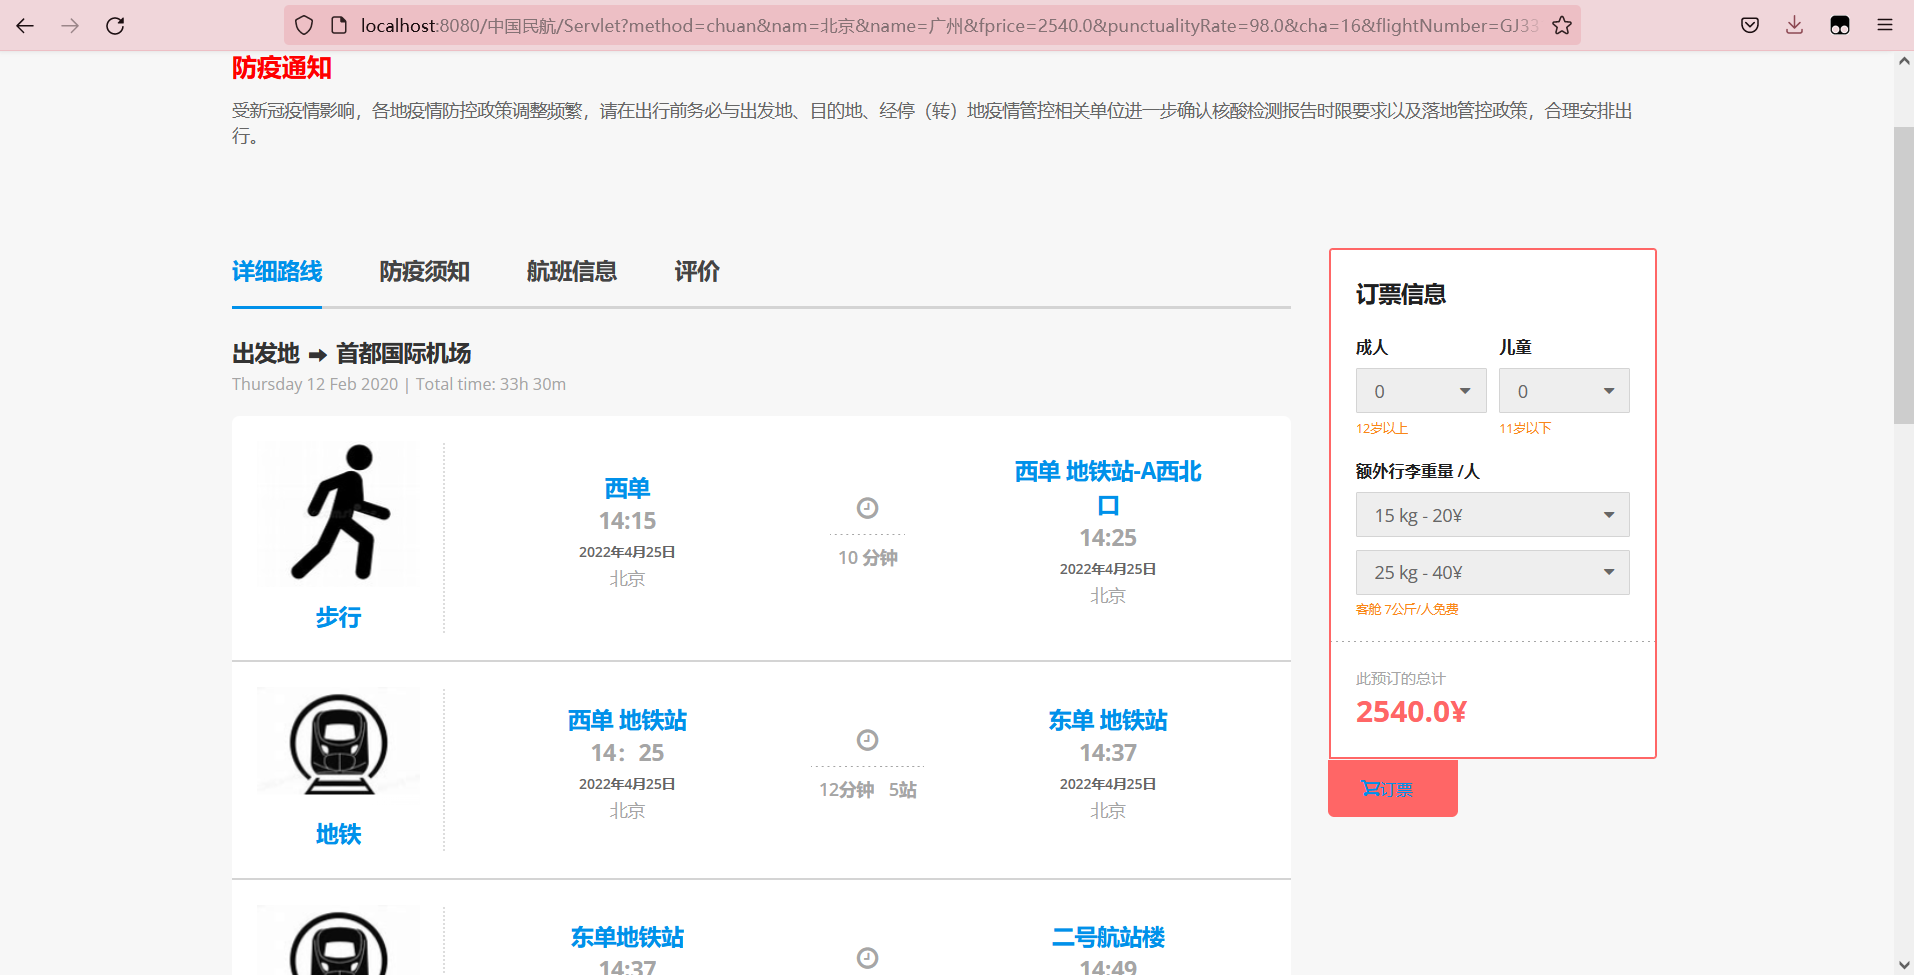 localhost:8080/中国民航/Servlet?method=chuan&nam=北京&name=广州&fprice=2540.0&punctualityRate=98.0&cha=16&flightNumber=GJ33
防疫通知
受新冠疫情影响，各地疫情防控政策调整频繁，请在出行前务必与出发地、目的地、经停（转）地疫情管控相关单位进一步确认核酸检测报告时限要求以及落地管控政策，合理安排出
行。
详细路线 防疫须知 航班信息 评价
出发地 ➡ 首都国际机场
Thursday 12 Feb 2020 | Total time: 33h 30m
步行
西单
14:15
2022年4月25日
北京
10 分钟
西单 地铁站-A西北
口
14:25
2022年4月25日
北京
地铁
西单 地铁站
14：25
2022年4月25日
北京
12分钟 5站
东单 地铁站
14:37
2022年4月25日
北京
东单地铁站
14:37
二号航站楼
14:49
订票信息
成人 儿童
0 0
12岁以上 11岁以下
额外行李重量 /人
15 kg - 20¥
25 kg - 40¥
客舱 7公斤/人免费
此预订的总计
2540.0¥
订票